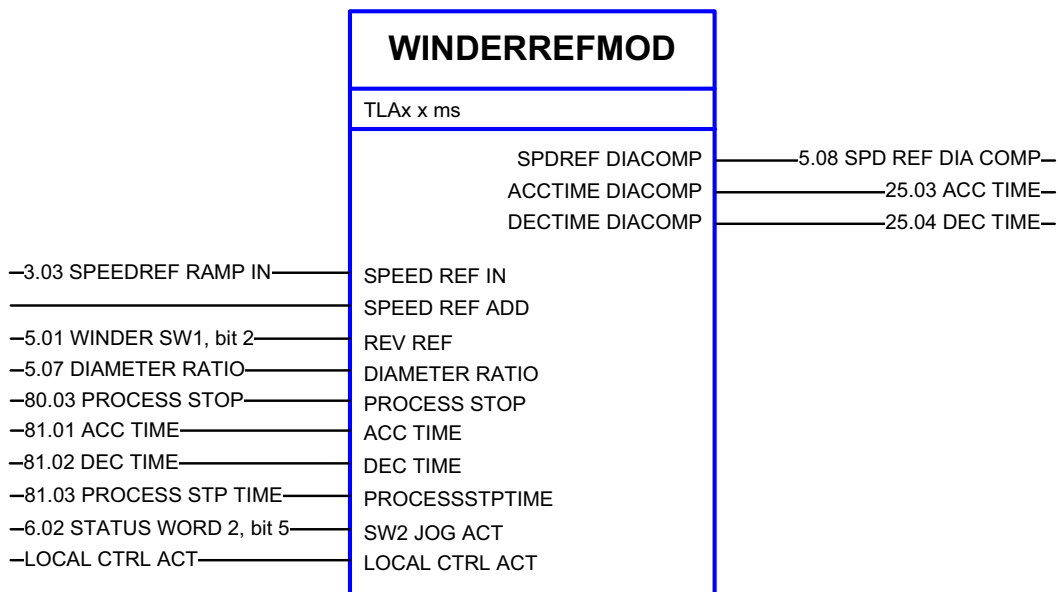 WINDERREFMOD
TLAx x ms
SPDREF DIACOMP 5.08 SPD REF DIA COMP
ACCTIME DIACOMP 25.03 ACC TIME
DECTIME DIACOMP 25.04 DEC TIME
3.03 SPEEDREF RAMP IN SPEED REF IN
SPEED REF ADD
5.01 WINDER SW1, bit 2 REV REF
5.07 DIAMETER RATIO DIAMETER RATIO
80.03 PROCESS STOP PROCESS STOP
81.01 ACC TIME ACC TIME
81.02 DEC TIME DEC TIME
81.03 PROCESS STP TIME PROCESSSTPTIME
6.02 STATUS WORD 2, bit 5 SW2 JOG ACT
LOCAL CTRL ACT LOCAL CTRL ACT